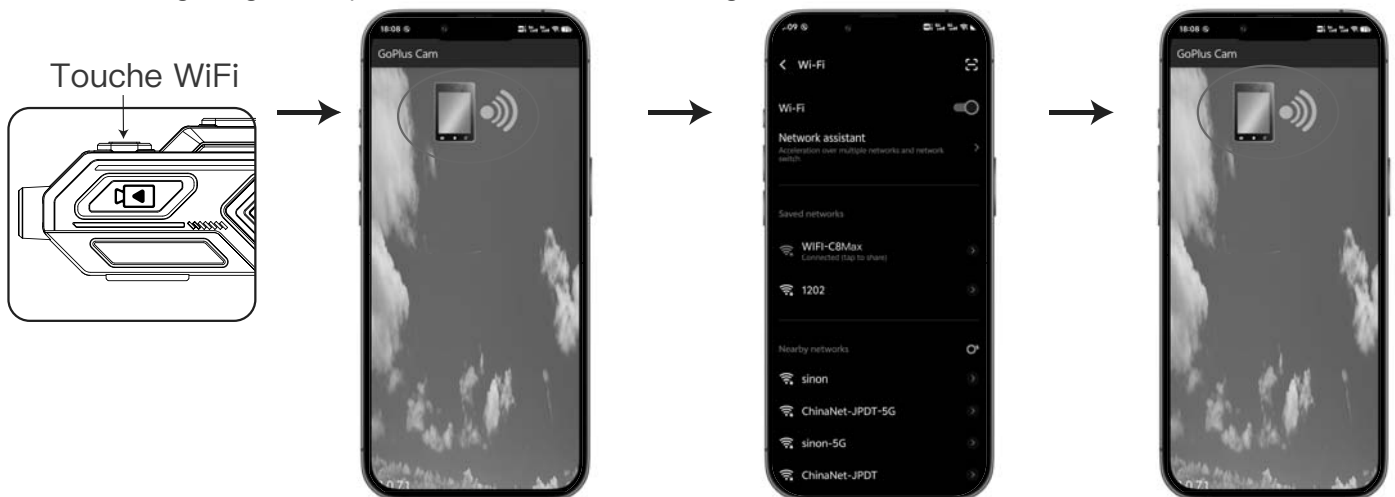 Touche WiFi
18:08
GoPlus Cam
:09
Wi-Fi
Wi-Fi
Network assistant
Acceleration over multiple networks and network
switch
Saved networks
WIFI-C8Max
Connected (tap to share)
1202
Nearby networks
sinon
ChinaNet-JPDT-5G
sinon-5G
ChinaNet-JPDT
18:08
GoPlus Cam